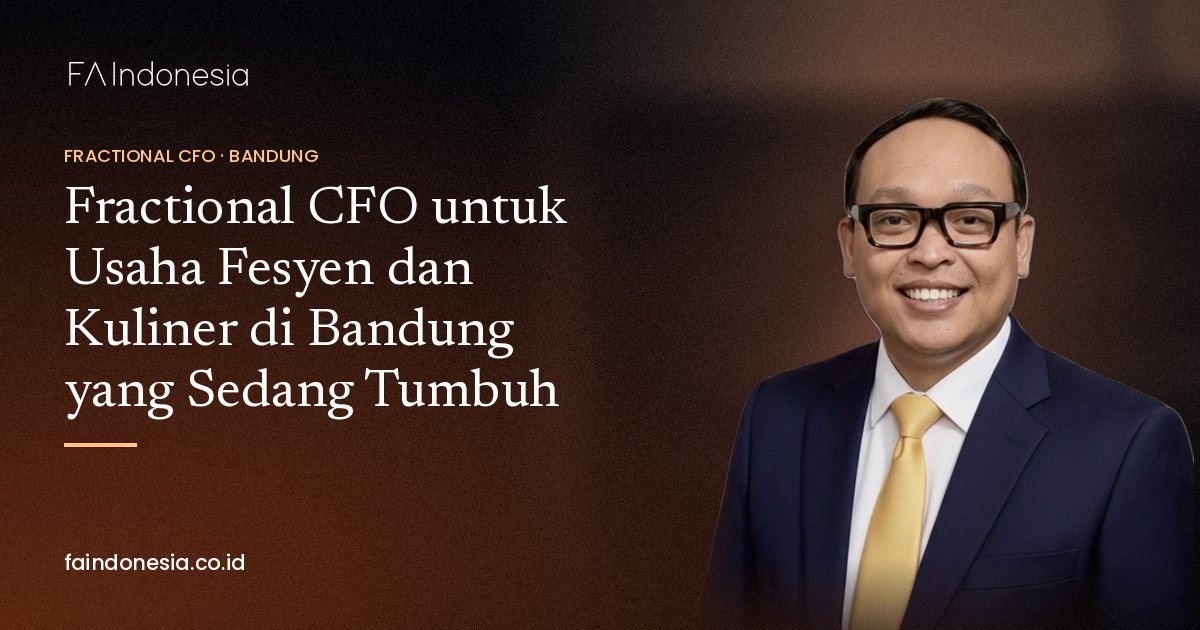 FA Indonesia
FRACTIONAL CFO · BANDUNG
Fractional CFO untuk
Usaha Fesyen dan
Kuliner di Bandung
yang Sedang Tumbuh
faindonesia.co.id